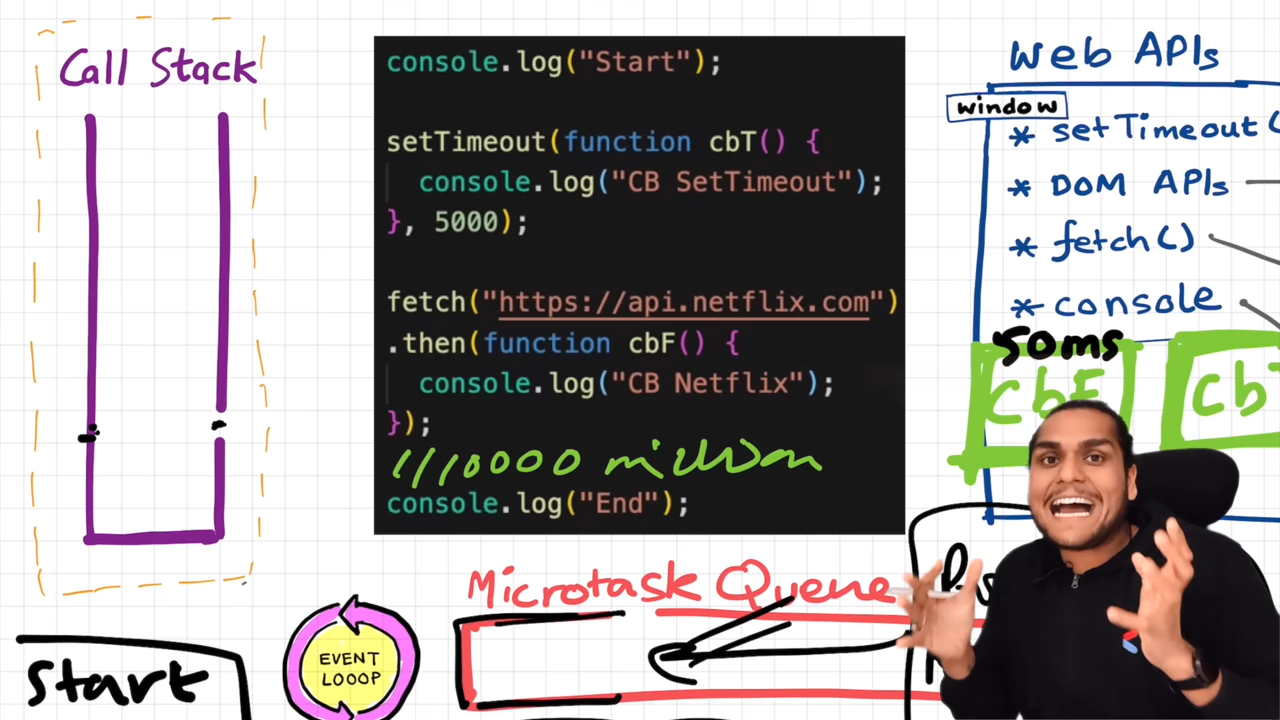 Call Stack
console.log("Start");
setTimeout(function cbT() {
console.log("CB SetTimeout");
}, 5000);
fetch("https://api.netflix.com")
.then(function cbF() {
console.log("CB Netflix");
});
million
console.log("End");
Web APIs
window
* setTimeout(
* DOM APIs
* fetch()
* console
50ms
CbF
Cb
Microtask Queue
Start
EVENT
LOOOP